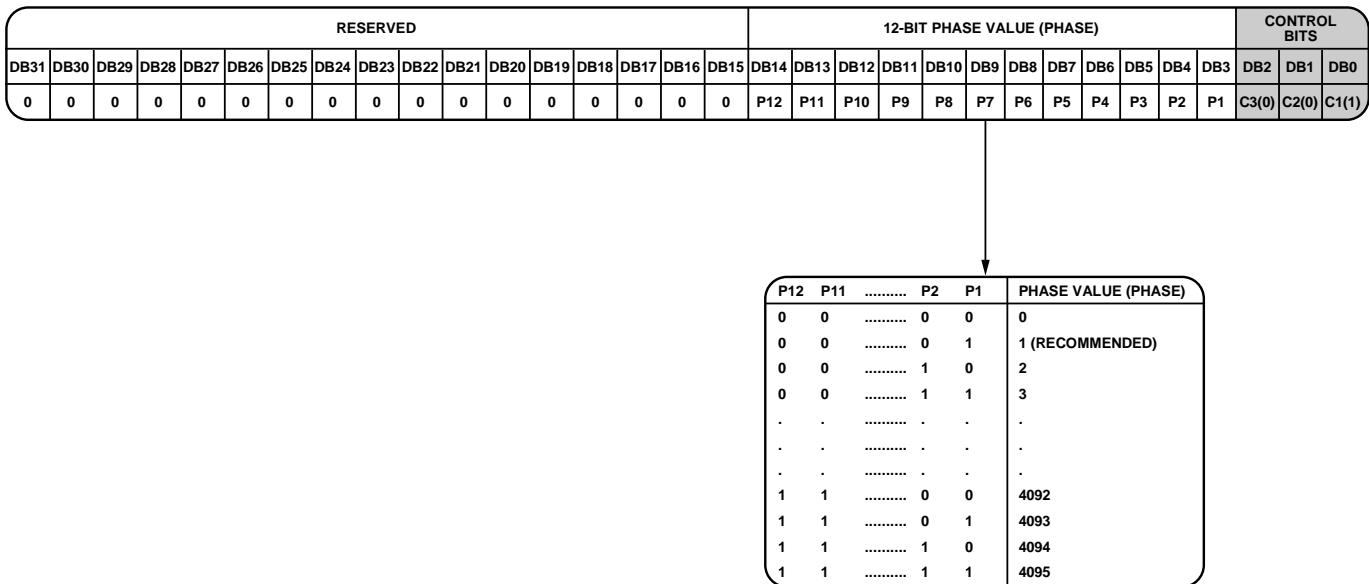 RESERVED 12-BIT PHASE VALUE (PHASE) CONTROL BITS
DB31 DB30 DB29 DB28 DB27 DB26 DB25 DB24 DB23 DB22 DB21 DB20 DB19 DB18 DB17 DB16 DB15 DB14 DB13 DB12 DB11 DB10 DB9 DB8 DB7 DB6 DB5 DB4 DB3 DB2 DB1 DB0
0 0 0 0 0 0 0 0 0 0 0 0 0 0 0 0 0 P12 P11 P10 P9 P8 P7 P6 P5 P4 P3 P2 P1 C3(0) C2(0) C1(1)
P12 P11 .......... P2 P1 PHASE VALUE (PHASE)
0 0 .......... 0 0 0
0 0 .......... 0 1 1 (RECOMMENDED)
0 0 .......... 1 0 2
0 0 .......... 1 1 3
. . .......... . . .
. . .......... . . .
. . .......... . . .
1 1 .......... 0 0 4092
1 1 .......... 0 1 4093
1 1 .......... 1 0 4094
1 1 .......... 1 1 4095